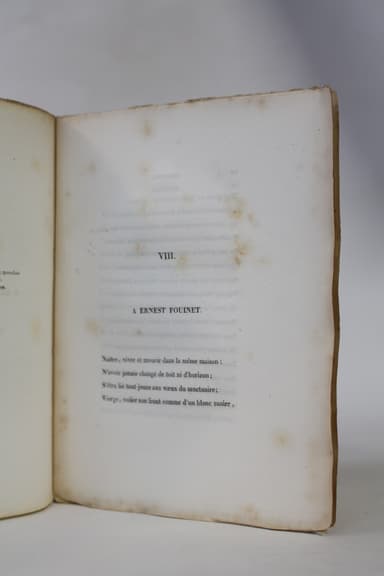 VIII.
A ERNEST FOUINET.
Naître, vivre et mourir dans la même maison;
N'avoir jamais changé de toit ni d'horizon;
S'être lié tout jeune aux vœux du sanctuaire;
Vierge, voiler son front comme d'un blanc suaire,